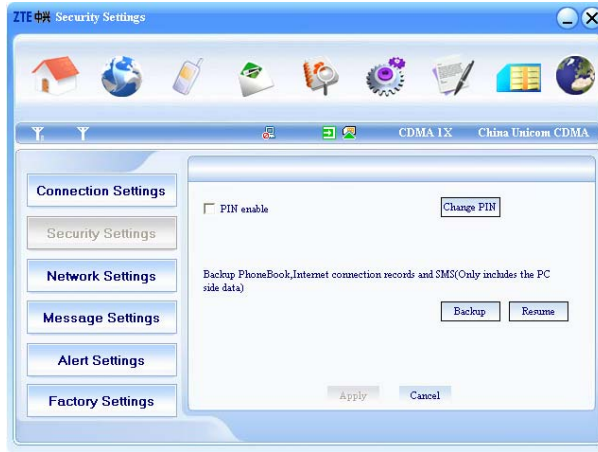 ZTE中兴 Security Settings
CDMA 1X China Unicom CDMA
Connection Settings
Security Settings
Network Settings
Message Settings
Alert Settings
Factory Settings
PIN enable
Change PIN
Backup PhoneBook,Internet connection records and SMS(Only includes the PC
side data)
Backup Resume
Apply Cancel